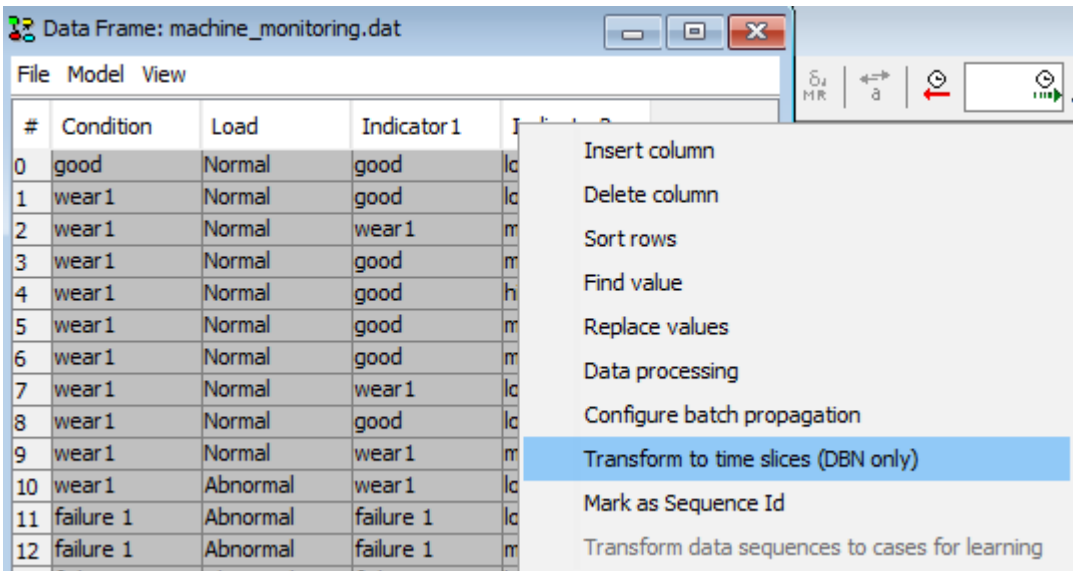 Data Frame: machine_monitoring.dat
File Model View
# Condition Load Indicator1
0 good Normal good
1 wear1 Normal good
2 wear1 Normal wear1
3 wear1 Normal good
4 wear1 Normal good
5 wear1 Normal good
6 wear1 Normal good
7 wear1 Normal wear1
8 wear1 Normal good
9 wear1 Normal wear1
10 wear1 Abnormal wear1
11 failure 1 Abnormal failure 1
12 failure 1 Abnormal failure 1
MR
a
Insert column
Delete column
Sort rows
Find value
Replace values
Data processing
Configure batch propagation
Transform to time slices (DBN only)
Mark as Sequence Id
Transform data sequences to cases for learning